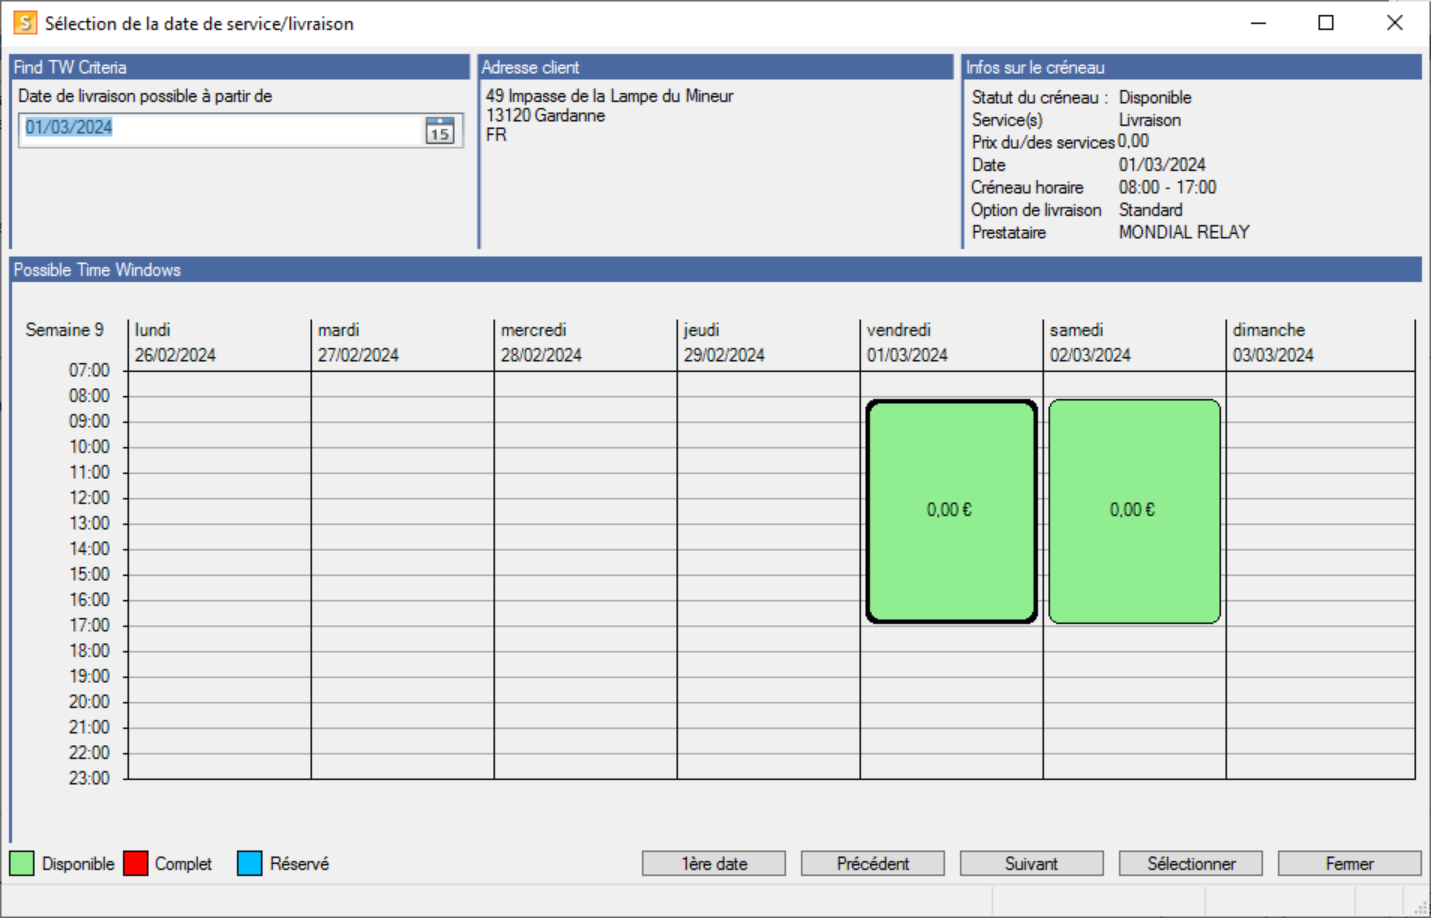 S Sélection de la date de service/livraison
Find TW Criteria
Date de livraison possible à partir de
01/03/2024
15
Adresse client
49 Impasse de la Lampe du Mineur
13120 Gardanne
FR
Infos sur le créneau
Statut du créneau : Disponible
Service(s) Livraison
Prix du/des services 0,00
Date 01/03/2024
Créneau horaire 08:00 - 17:00
Option de livraison Standard
Prestataire MONDIAL RELAY
Possible Time Windows
Semaine 9 lundi mardi mercredi jeudi vendredi samedi dimanche
26/02/2024 27/02/2024 28/02/2024 29/02/2024 01/03/2024 02/03/2024 03/03/2024
07:00
08:00
09:00
10:00
11:00
12:00
0,00 € 0,00 €
13:00
14:00
15:00
16:00
17:00
18:00
19:00
20:00
21:00
22:00
23:00
Disponible Complet Réservé 1ère date Précédent Suivant Sélectionner Fermer